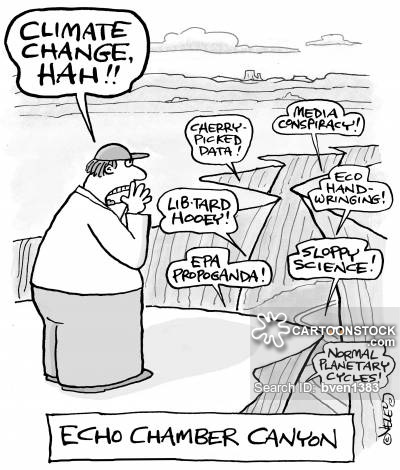 CLIMATE
CHANGE,
HAH!!
CHERRY-
PICKED
DATA!
MEDIA
CONSPIRACY!
LIB-TARD
HOOEY!
ECO
HAND-
WRINGING!
EPA
PROPOGANDA!
SLOPPY
SCIENCE!
NORMAL
PLANETARY
CYCLES!
CARTOONSTOCK
.com
Search ID: bven1383
ECHO CHAMBER CANYON
©VELEY